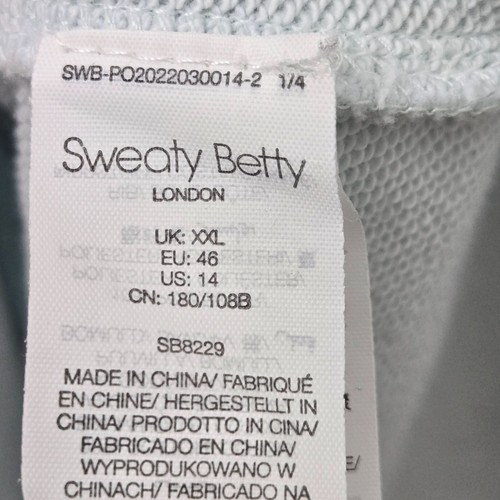 SWB-PO2022030014-2 1/4
Sweaty Betty
LONDON
UK: XXL
EU: 46
US: 14
CN: 180/108B
SB8229
MADE IN CHINA/ FABRIQUÉ
EN CHINE/ HERGESTELLT IN
CHINA/ PRODOTTO IN CINA/
FABRICADO EN CHINA/
WYPRODUKOWANO W
CHINACH/ FABRICADO NA